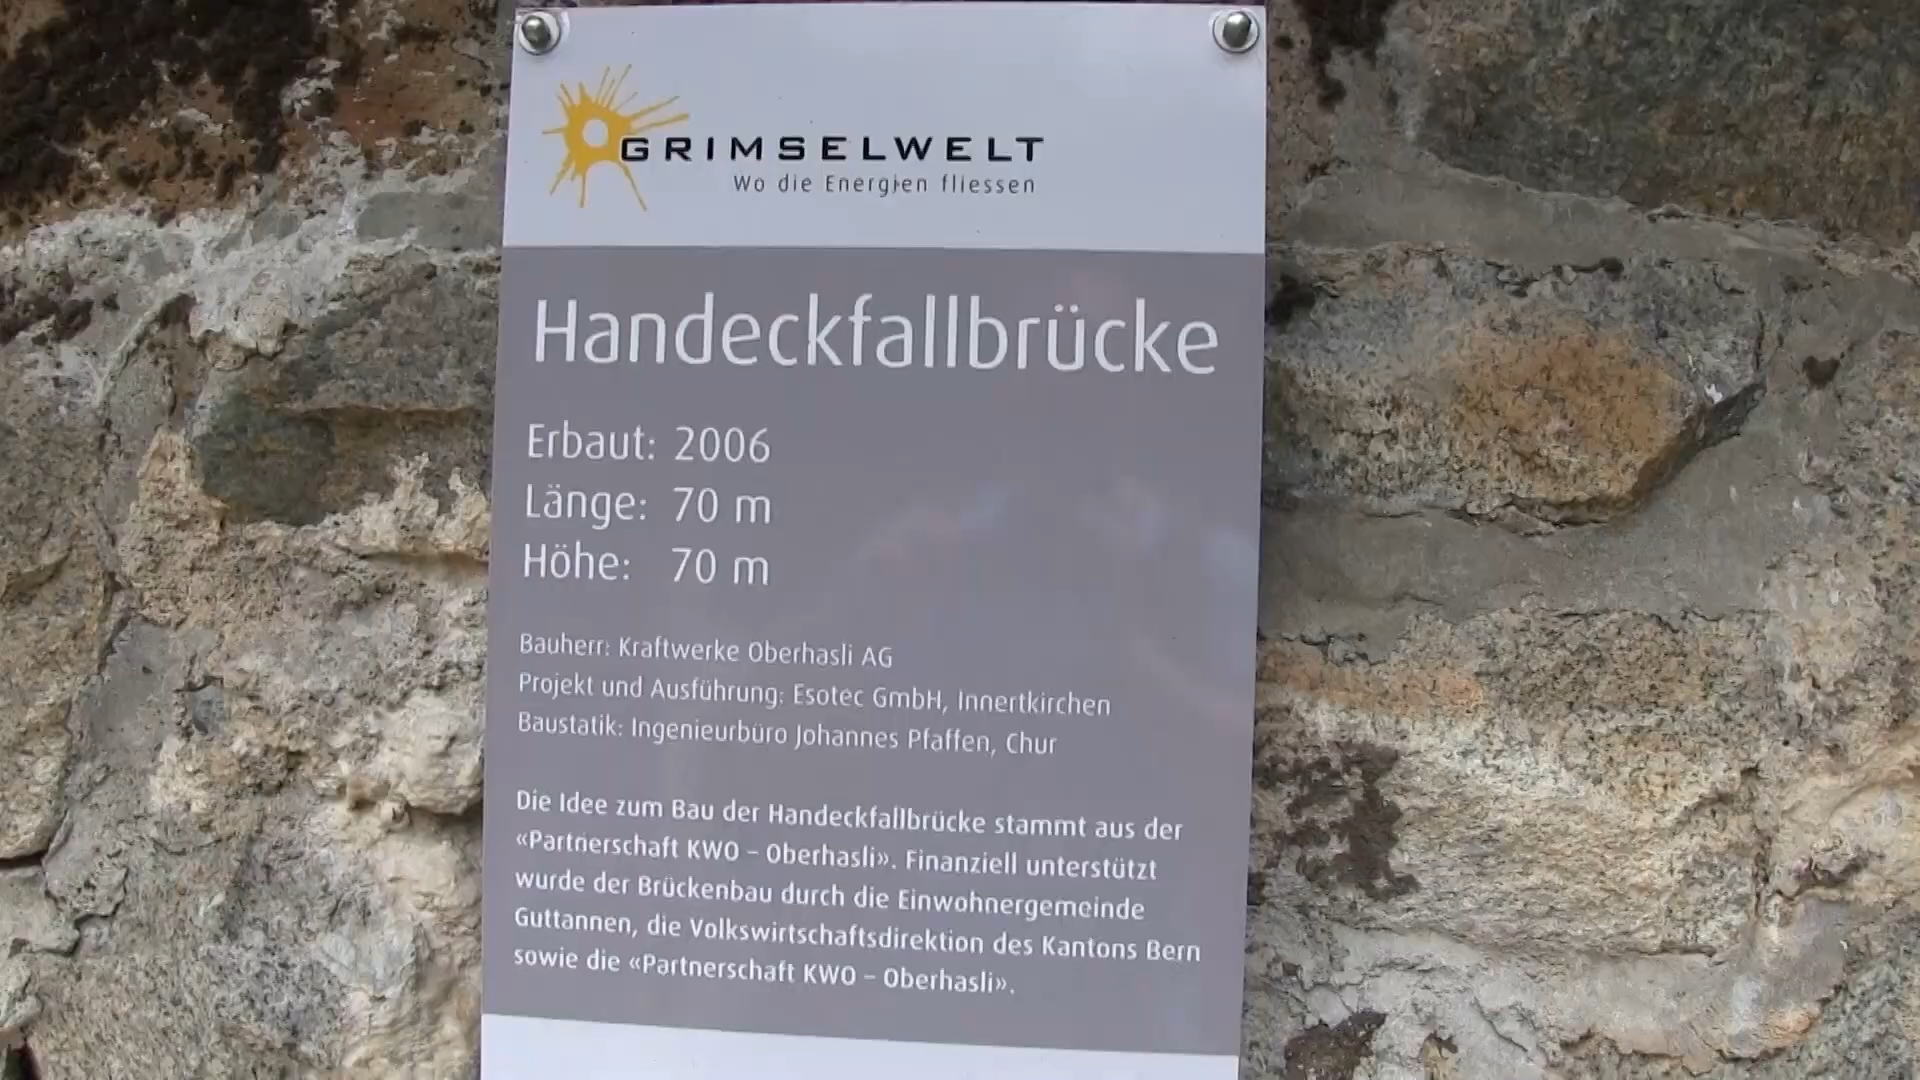 GRIMSELWELT
Wo die Energien fliessen
Handeckfallbrücke
Erbaut: 2006
Länge: 70 m
Höhe: 70 m
Bauherr: Kraftwerke Oberhasli AG
Projekt und Ausführung: Esotec GmbH, Innertkirchen
Baustatik: Ingenieurbüro Johannes Pfaffen, Chur
Die Idee zum Bau der Handeckfallbrücke stammt aus der
«Partnerschaft KWO – Oberhasli». Finanziell unterstützt
wurde der Brückenbau durch die Einwohnergemeinde
Guttannen, die Volkswirtschaftsdirektion des Kantons Bern
sowie die «Partnerschaft KWO – Oberhasli».